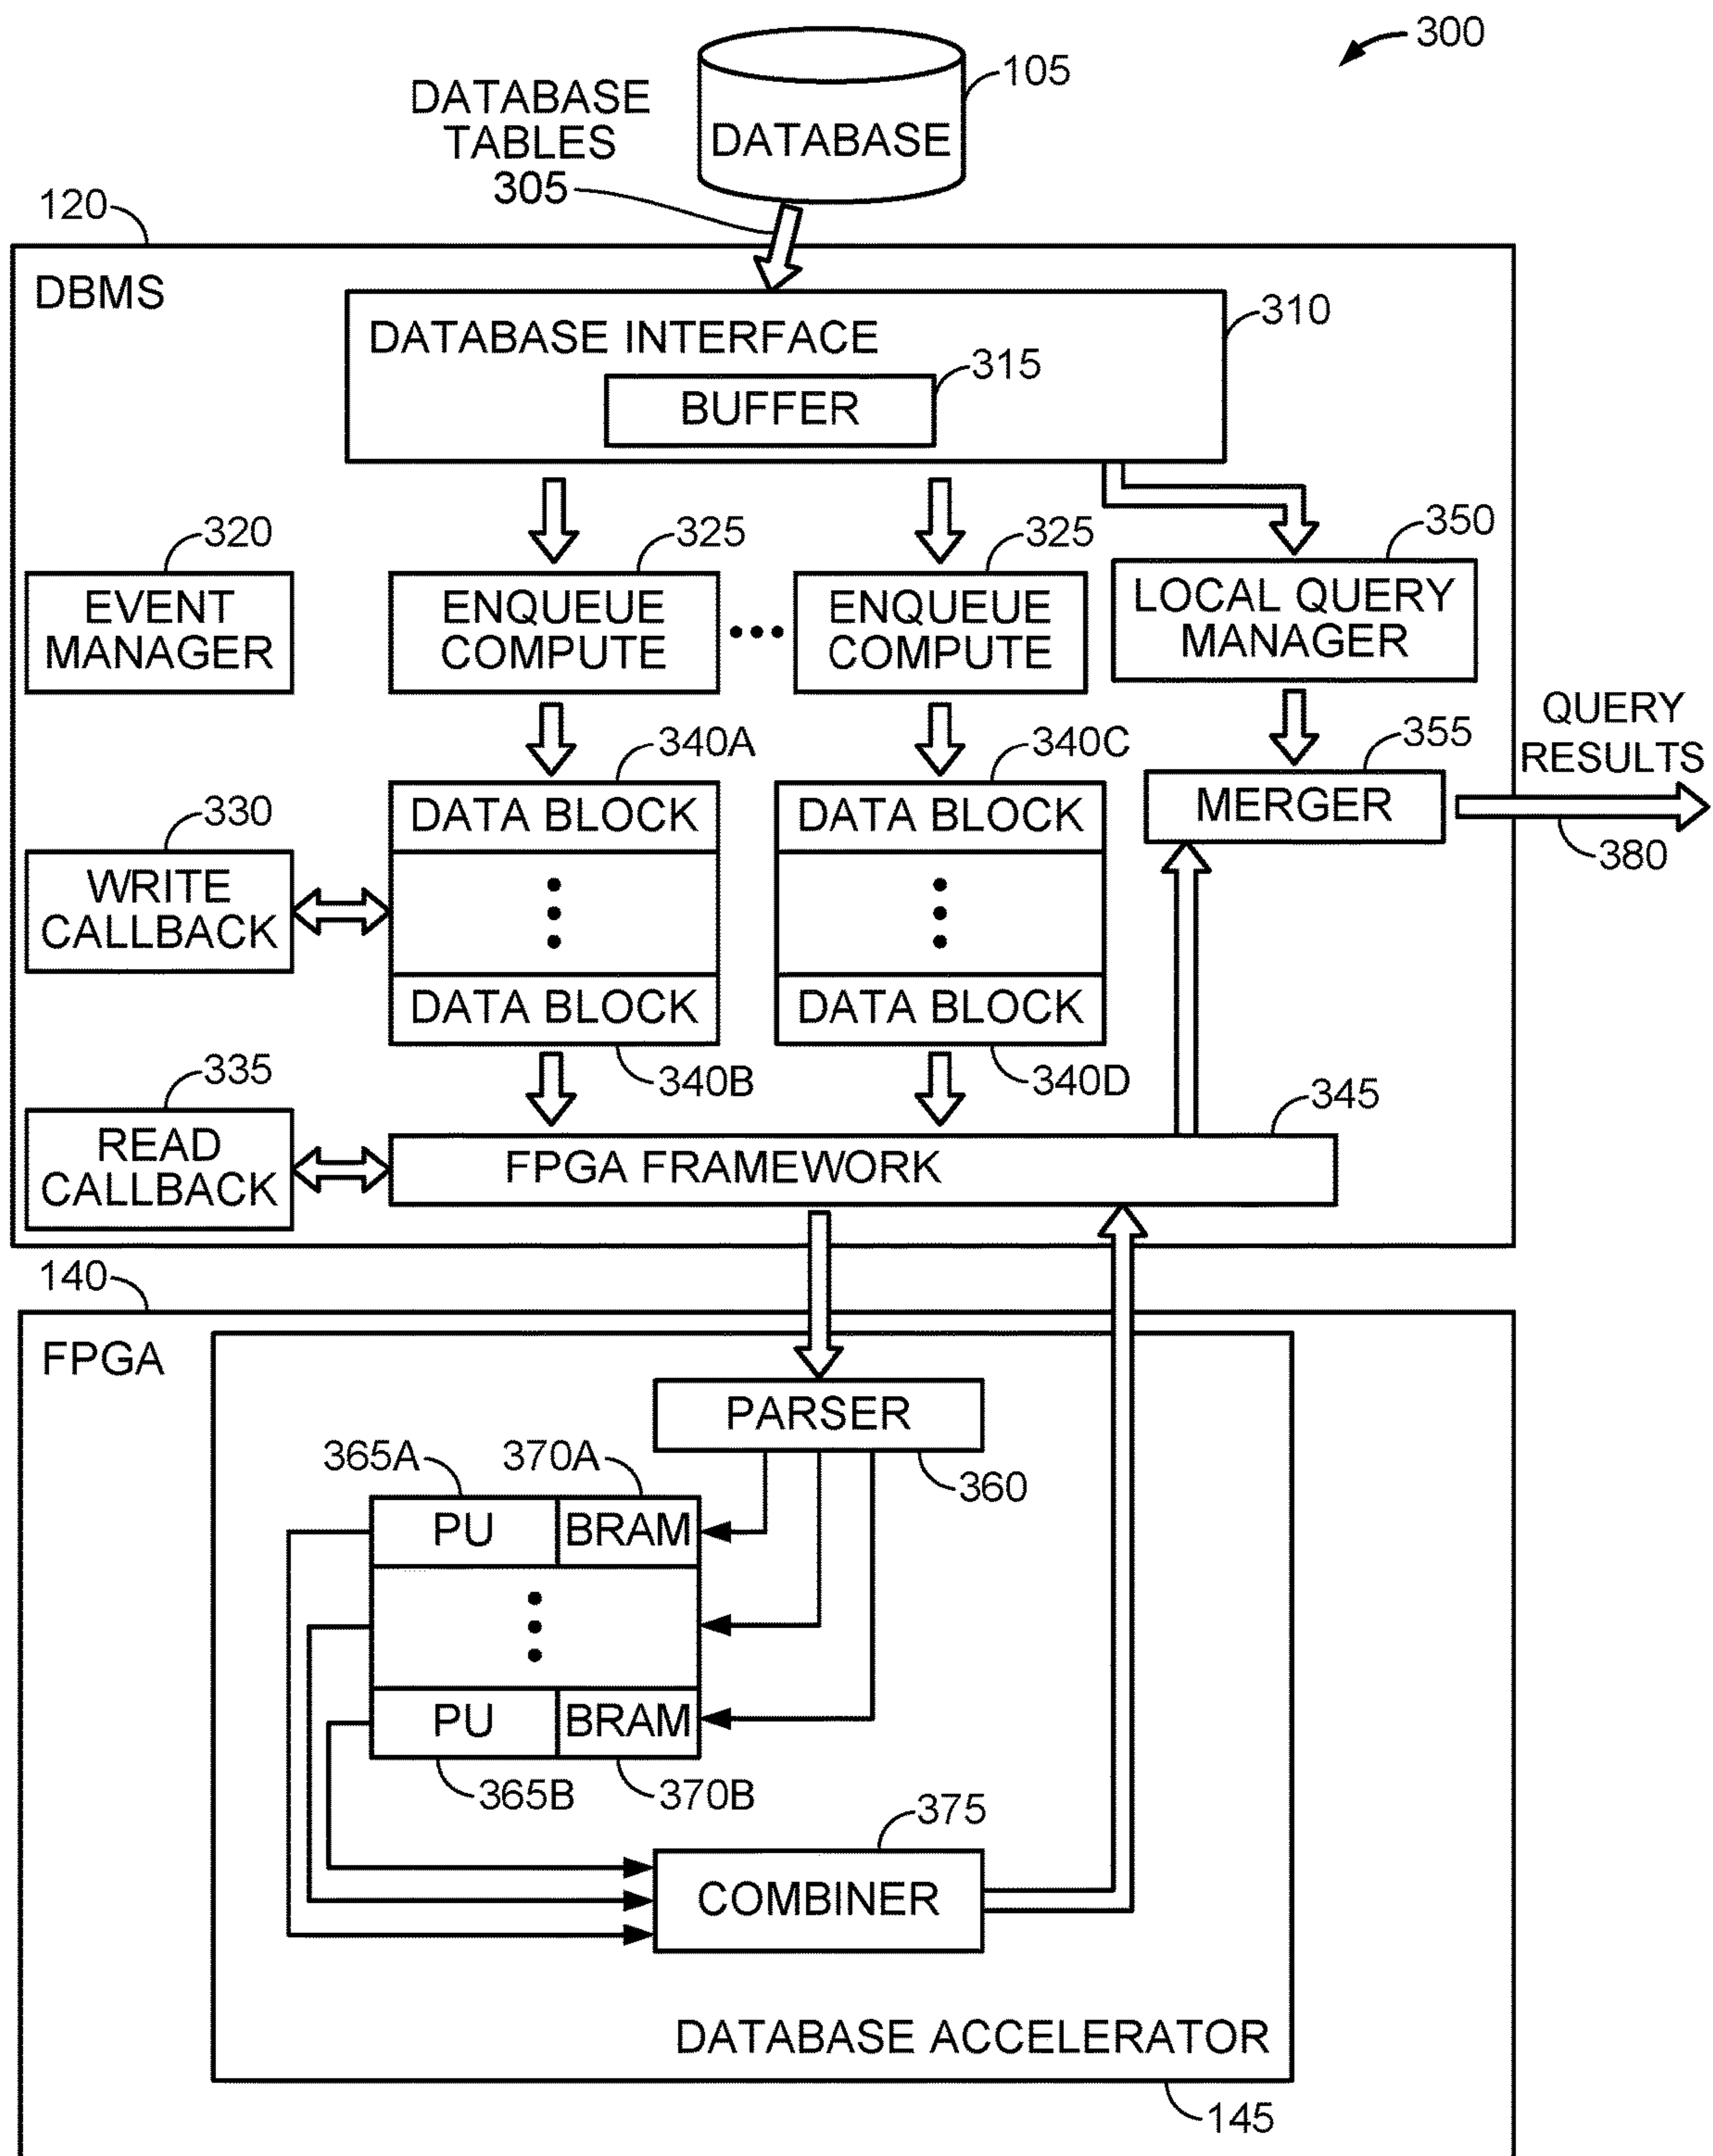 300
105
DATABASE
TABLES
305
DATABASE
120
DBMS
310
DATABASE INTERFACE
315
BUFFER
320
325
325
350
EVENT
MANAGER
ENQUEUE
COMPUTE
ENQUEUE
COMPUTE
LOCAL QUERY
MANAGER
340A
340C
355
QUERY
RESULTS
330
DATA BLOCK
DATA BLOCK
MERGER
380
WRITE
CALLBACK
DATA BLOCK
DATA BLOCK
335
340B
340D
345
READ
CALLBACK
FPGA FRAMEWORK
140
FPGA
PARSER
365A
370A
360
PU
BRAM
PU
BRAM
365B
370B
375
COMBINER
DATABASE ACCELERATOR
145